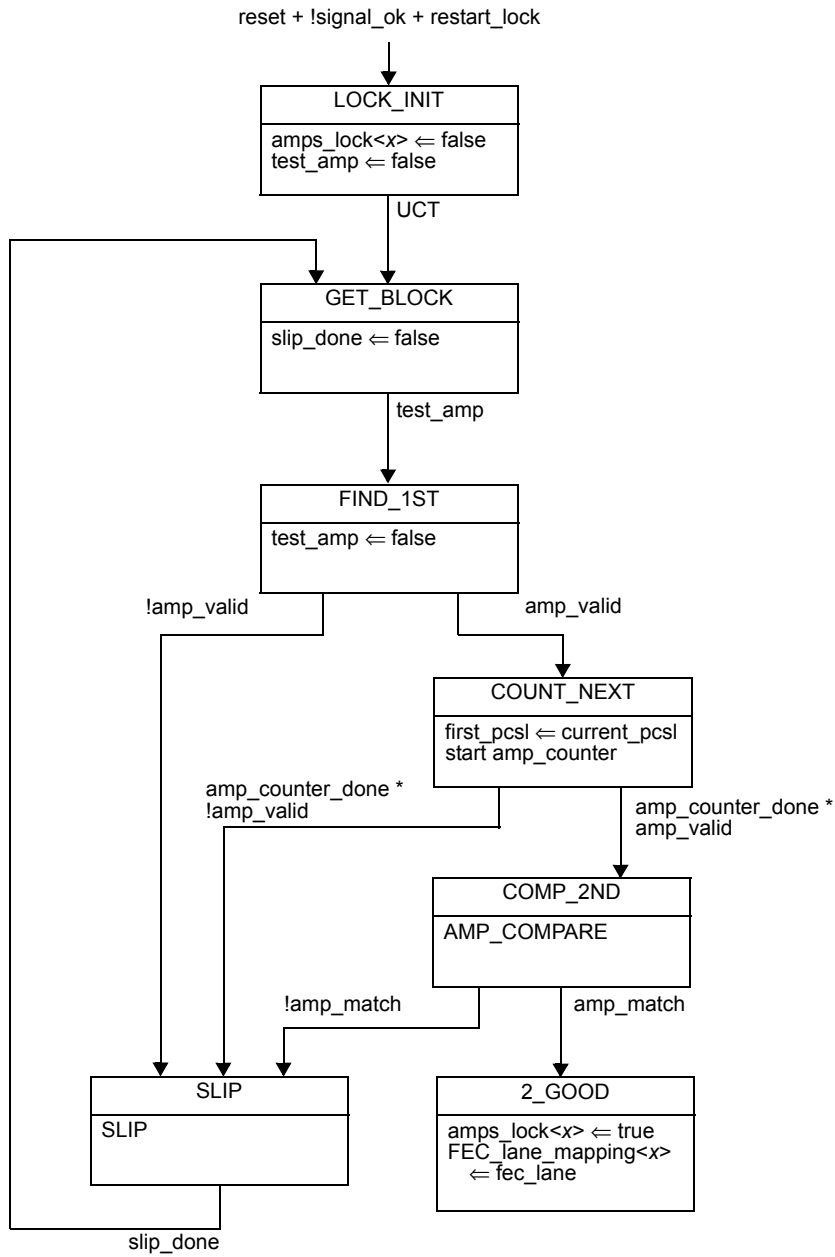 reset + !signal_ok + restart_lock
LOCK_INIT
amps_lock<x> ⇐ false
test_amp ⇐ false
UCT
GET_BLOCK
slip_done ⇐ false
test_amp
FIND_1ST
test_amp ⇐ false
!amp_valid
amp_valid
COUNT_NEXT
first_pcsl ⇐ current_pcsl
start amp_counter
amp_counter_done *
!amp_valid
amp_counter_done *
amp_valid
COMP_2ND
AMP_COMPARE
!amp_match
amp_match
SLIP
SLIP
2_GOOD
amps_lock<x> ⇐ true
FEC_lane_mapping<x>
⇐ fec_lane
slip_done